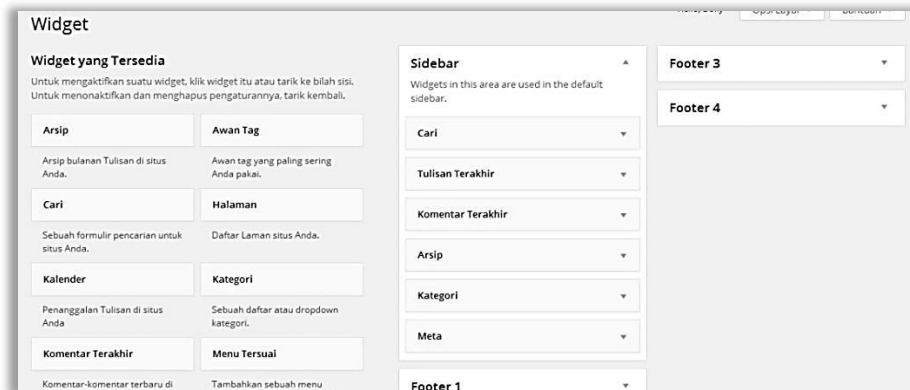 Widget
Widget yang Tersedia
Untuk mengaktifkan suatu widget, klik widget itu atau tarik ke bilah sisi.
Untuk menonaktifkan dan menghapus pengaturannya, tarik kembali.
Arsip
Awan Tag
Arsip bulanan Tulisan di situs
Anda.
Awan tag yang paling sering
Anda pakai.
Cari
Halaman
Sebuah formulir pencarian untuk
situs Anda.
Daftar Laman situs Anda.
Kalender
Kategori
Penanggalan Tulisan di situs
Anda
Sebuah daftar atau dropdown
kategori.
Komentar Terakhir
Menu Tersuai
Komentar-komentar terbaru di
Tambahkan sebuah menu
Sidebar
Widgets in this area are used in the default
sidebar.
Cari
Tulisan Terakhir
Komentar Terakhir
Arsip
Kategori
Meta
Footer 1
Footer 3
Footer 4